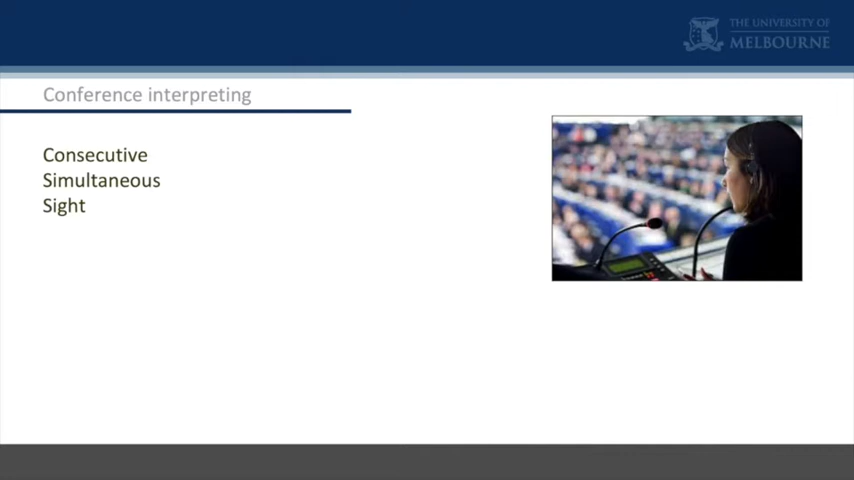 THE UNIVERSITY OF
MELBOURNE
Conference interpreting
Consecutive
Simultaneous
Sight